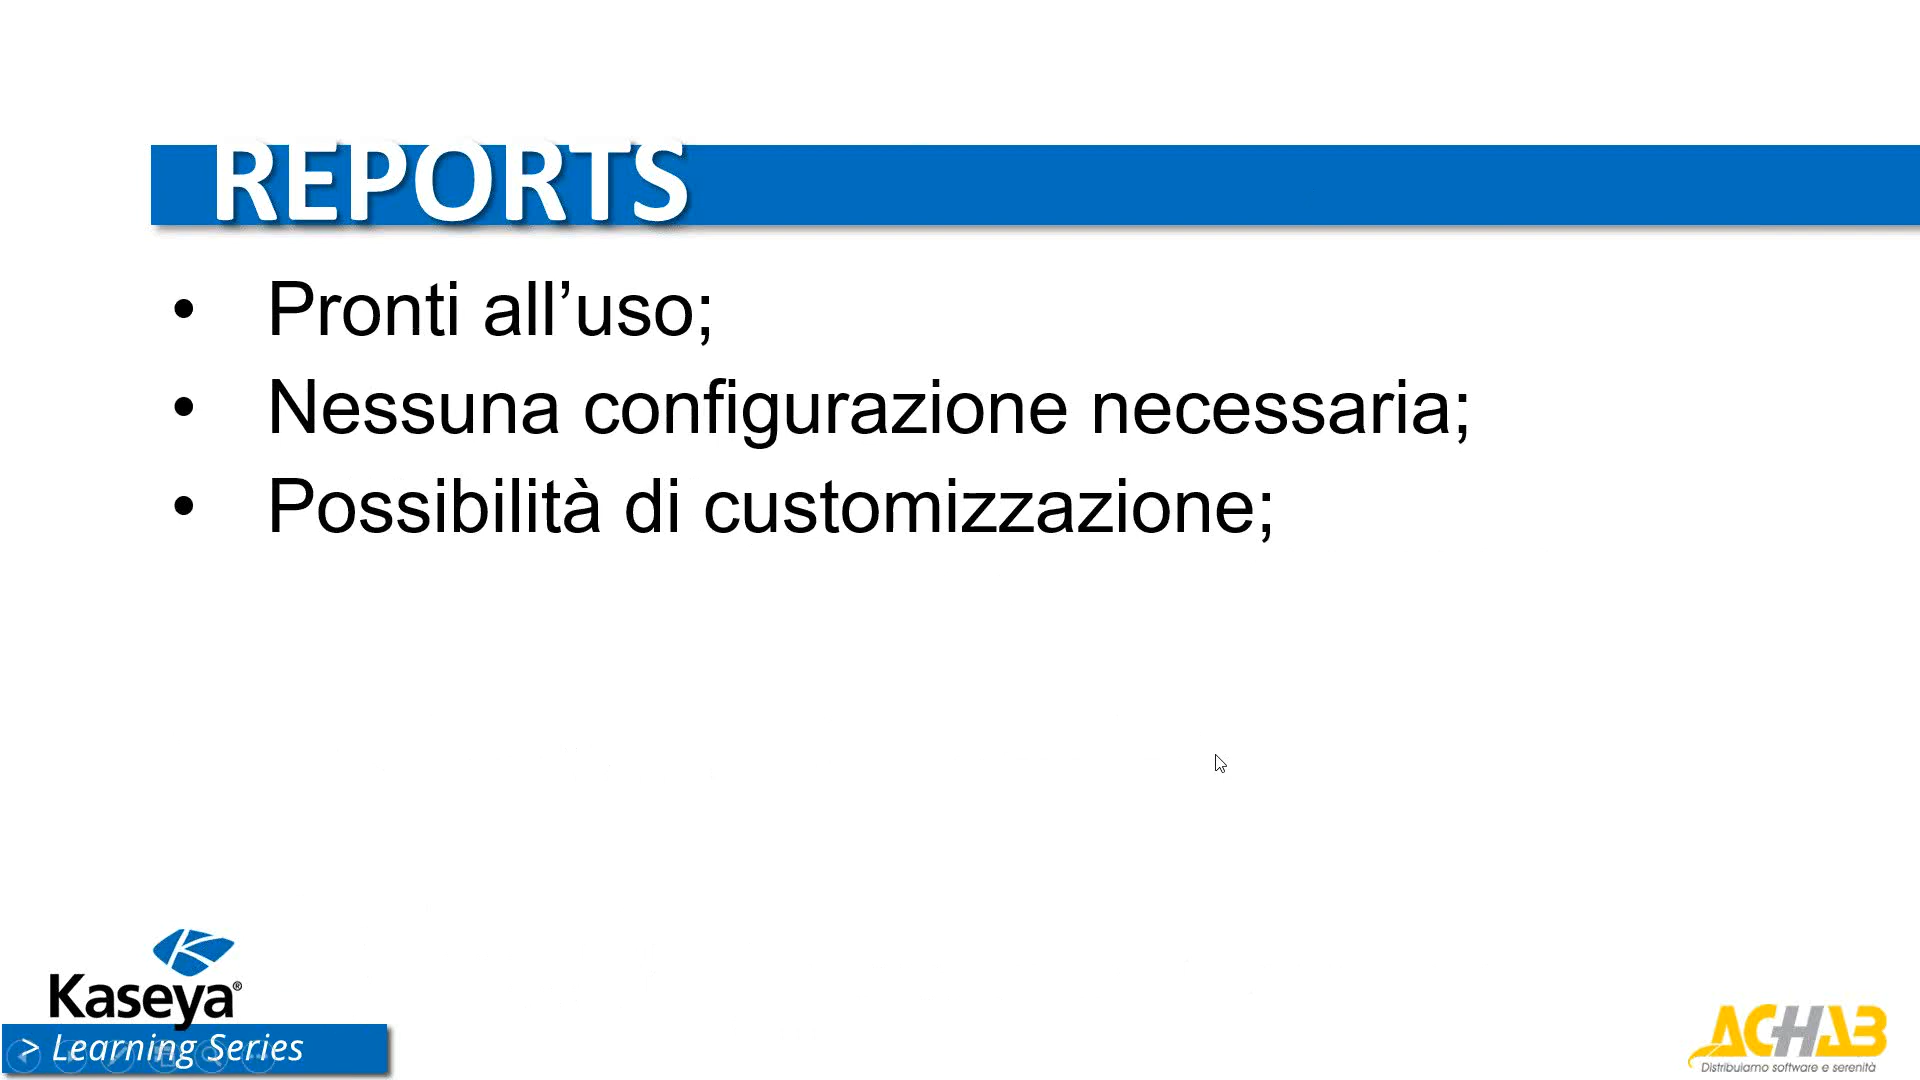 REPORTS
• Pronti all’uso;
• Nessuna configurazione necessaria;
• Possibilità di customizzazione;
Kaseya®
> Learning Series
ACHAB
Distribuiamo software e serenità